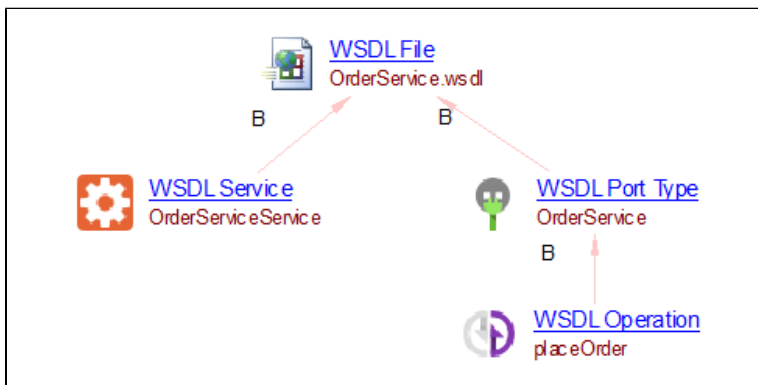 WSDL File
OrderService.wsdl
B
B
WSDL Service
OrderServiceService
WSDL Port Type
OrderService
B
WSDL Operation
placeOrder